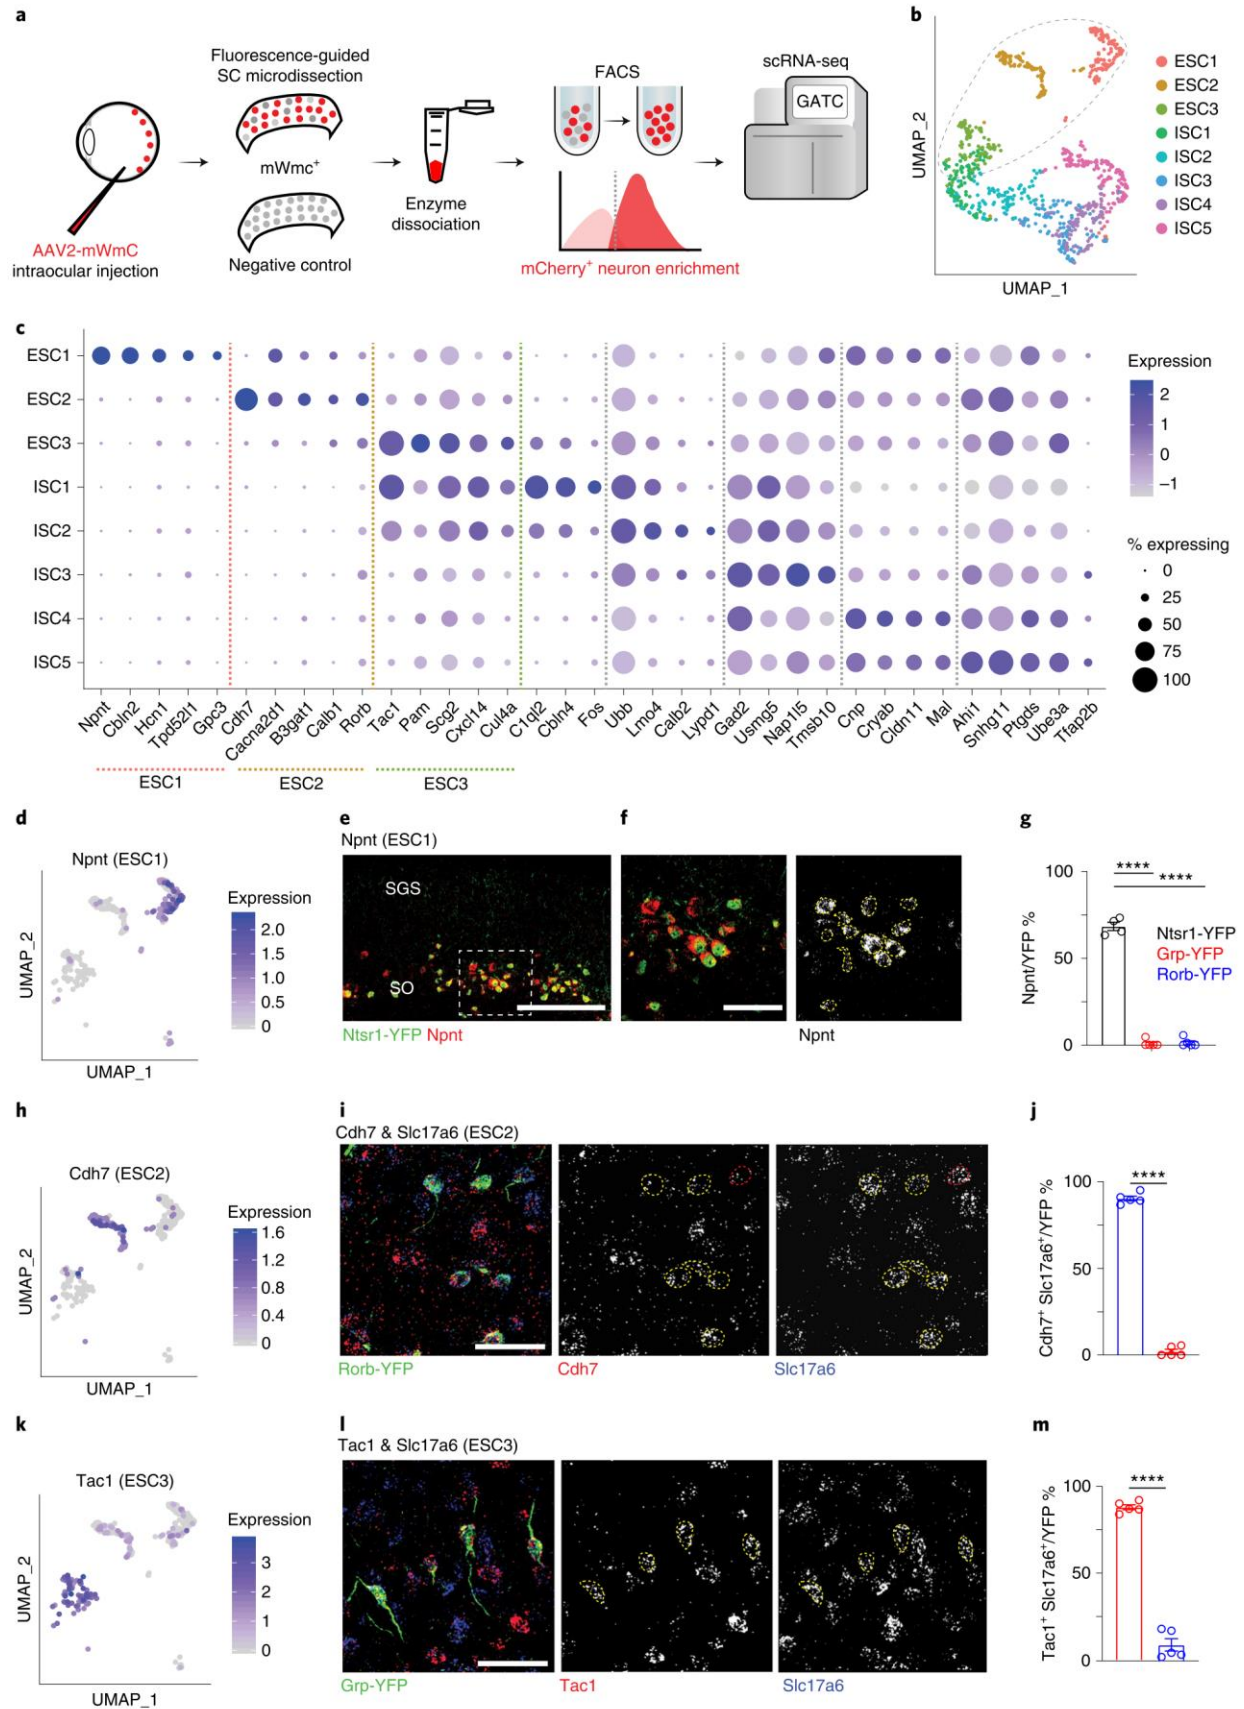 a
Fluorescence-guided
SC microdissection
mWmc⁺
Negative control
AAV2-mWmC
intraocular injection
Enzyme
dissociation
FACS
mCherry⁺ neuron enrichment
scRNA-seq
GATC
b
UMAP_2
UMAP_1
ESC1
ESC2
ESC3
ISC1
ISC2
ISC3
ISC4
ISC5
c
ESC1
ESC2
ESC3
ISC1
ISC2
ISC3
ISC4
ISC5
Npnt
Cbln2
Hcn1
Tpd52l1
Gpc3
Cdh7
Cacna2d1
B3gat1
Calb1
Rorb
Tac1
Pam
Scg2
Cxcl14
Cul4a
C1ql2
Cbln4
Fos
Ubb
Lmo4
Calb2
Lypd1
Gad2
Usmg5
Nap1l5
Tmsb10
Cnp
Cryab
Cldn11
Mal
Ahi1
Snhg11
Ptgds
Ube3a
Tfap2b
ESC1
ESC2
ESC3
Expression
2
1
0
−1
% expressing
0
25
50
75
100
d
Npnt (ESC1)
UMAP_2
UMAP_1
Expression
2.0
1.5
1.0
0.5
0
e
Npnt (ESC1)
SGS
SO
Ntsr1-YFP Npnt
f
Npnt
g
Npnt/YFP %
100
50
0
****
****
Ntsr1-YFP
Grp-YFP
Rorb-YFP
h
Cdh7 (ESC2)
UMAP_2
UMAP_1
Expression
1.6
1.2
0.8
0.4
0
i
Cdh7 & Slc17a6 (ESC2)
Rorb-YFP
Cdh7
Slc17a6
j
Cdh7⁺ Slc17a6⁺/YFP %
100
50
0
****
k
Tac1 (ESC3)
UMAP_2
UMAP_1
Expression
3
2
1
0
l
Tac1 & Slc17a6 (ESC3)
Grp-YFP
Tac1
Slc17a6
m
Tac1⁺ Slc17a6⁺/YFP %
100
50
0
****